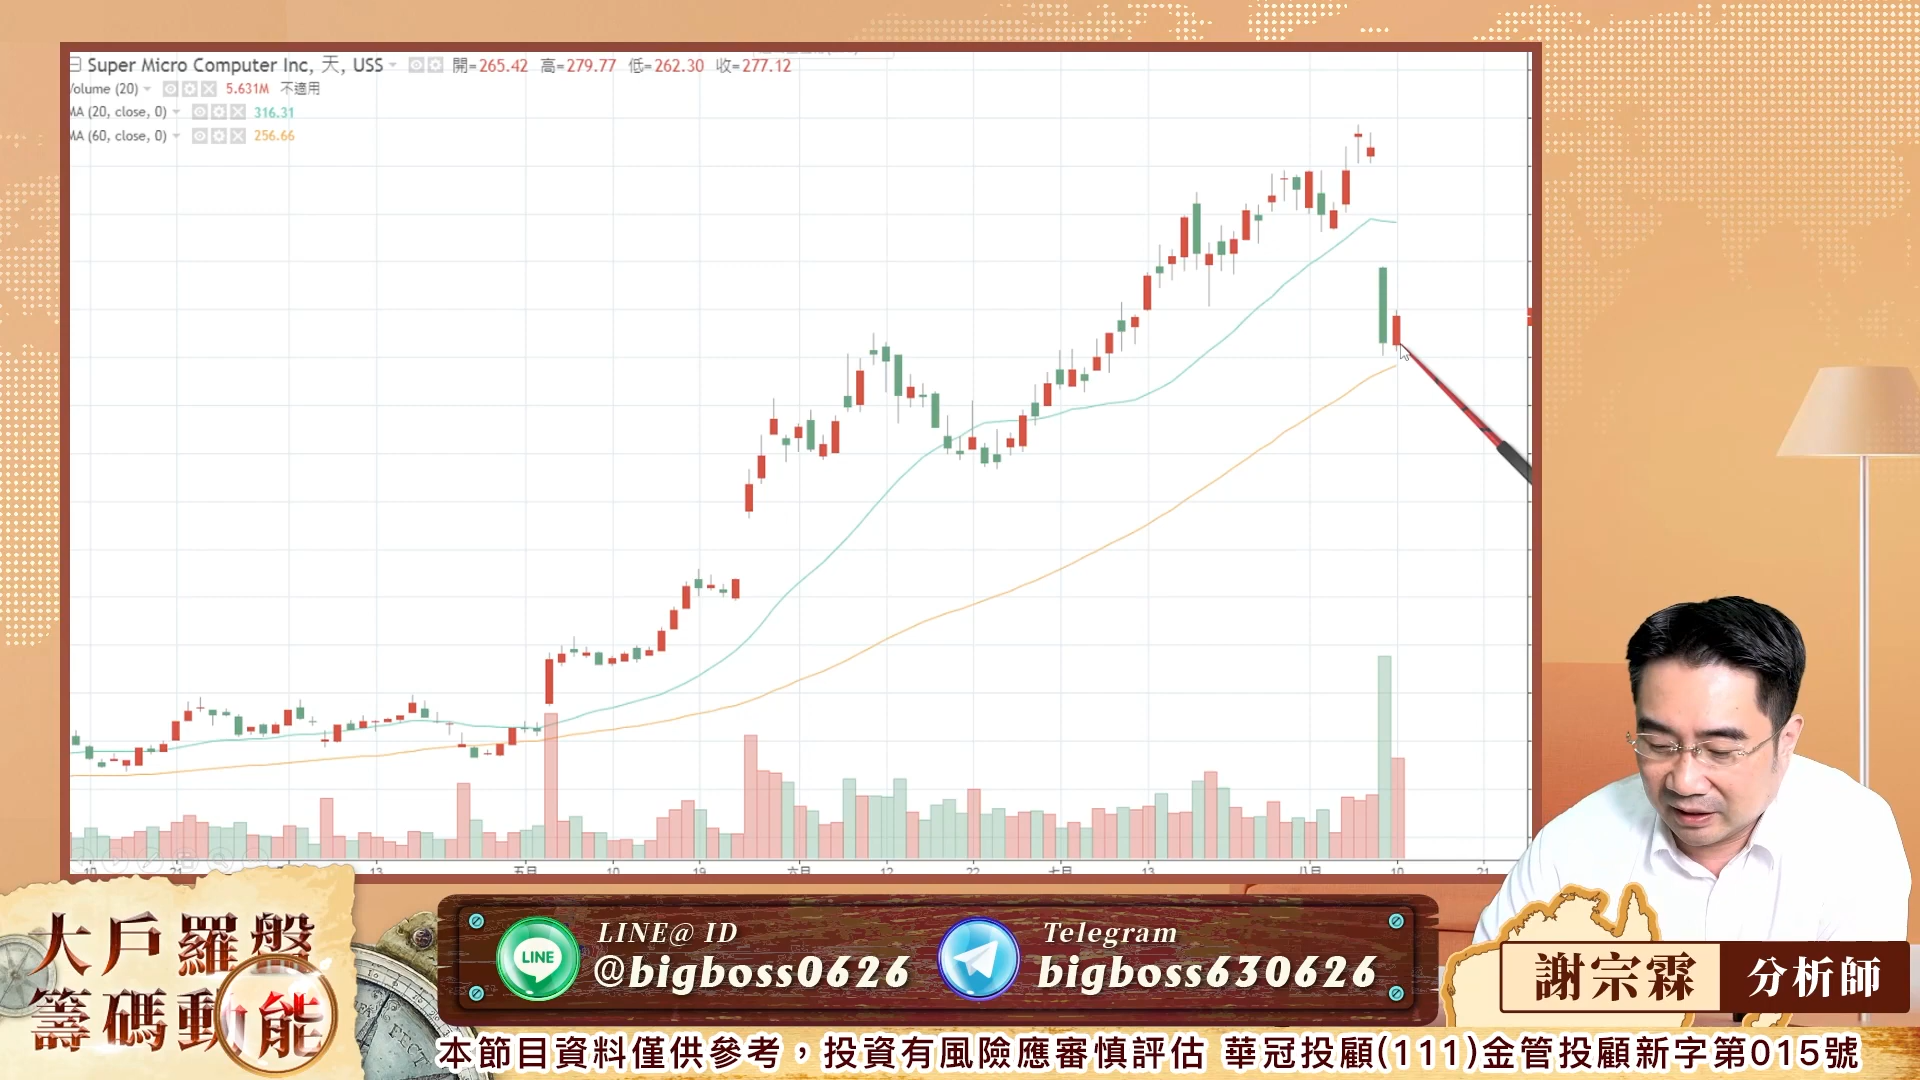 Super Micro Computer Inc, 天, USS 開=265.42 高=279.77 低=262.30 收=277.12
Volume (20) 5.631M 不適用
MA (20, close, 0) 316.31
MA (60, close, 0) 256.66
10 21 13 五月 10 19 六月 12 22 七月 13 八月 10 21
大戶羅盤
籌碼動能
LINE
LINE@ ID
@bigboss0626
Telegram
bigboss630626
謝宗霖 分析師
本節目資料僅供參考，投資有風險應審慎評估 華冠投顧(111)金管投顧新字第015號